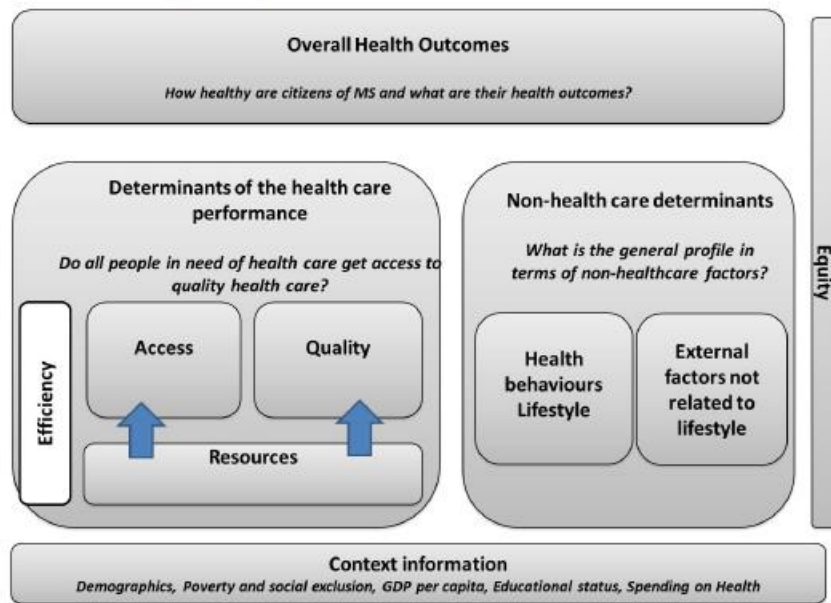 Overall Health Outcomes
How healthy are citizens of MS and what are their health outcomes?
Determinants of the health care
performance
Do all people in need of health care get access to
quality health care?
Efficiency
Access
Quality
Resources
Non-health care determinants
What is the general profile in
terms of non-healthcare factors?
Health
behaviours
Lifestyle
External
factors not
related to
lifestyle
Equity
Context information
Demographics, Poverty and social exclusion, GDP per capita, Educational status, Spending on Health